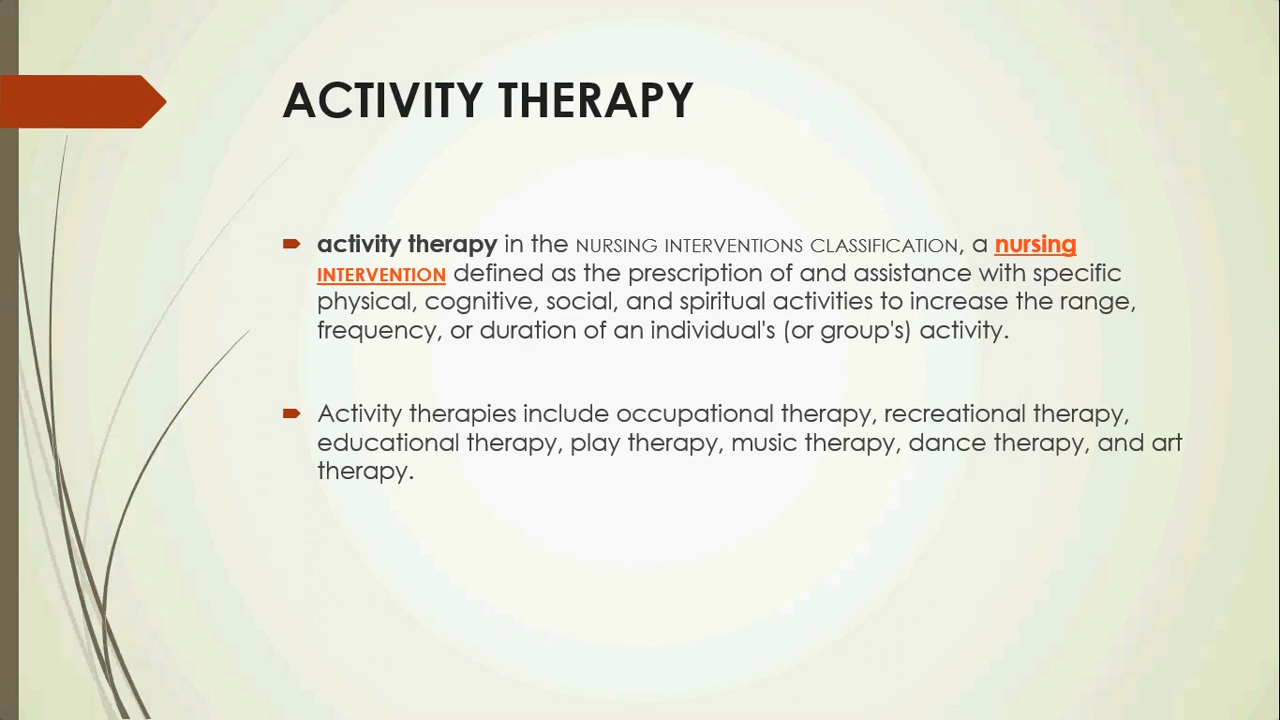 ACTIVITY THERAPY
activity therapy in the NURSING INTERVENTIONS CLASSIFICATION, a nursing
INTERVENTION defined as the prescription of and assistance with specific
physical, cognitive, social, and spiritual activities to increase the range,
frequency, or duration of an individual's (or group's) activity.
Activity therapies include occupational therapy, recreational therapy,
educational therapy, play therapy, music therapy, dance therapy, and art
therapy.